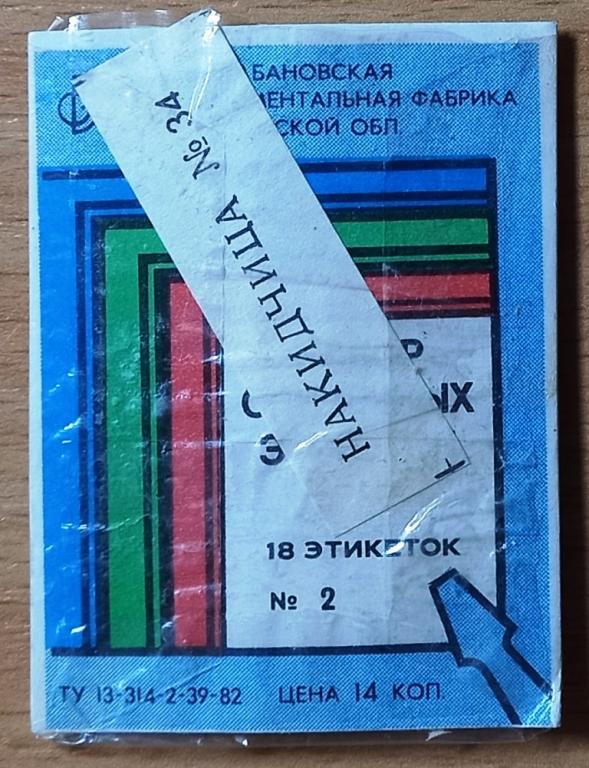 БАНОВСКАЯ
МЕНТАЛЬНАЯ ФАБРИКА
СКОЙ ОБЛ.
НАКИДЧИЦА № 34
18 ЭТИКЕТОК
№ 2
ТУ 13-314-2-39-82 ЦЕНА 14 КОП.